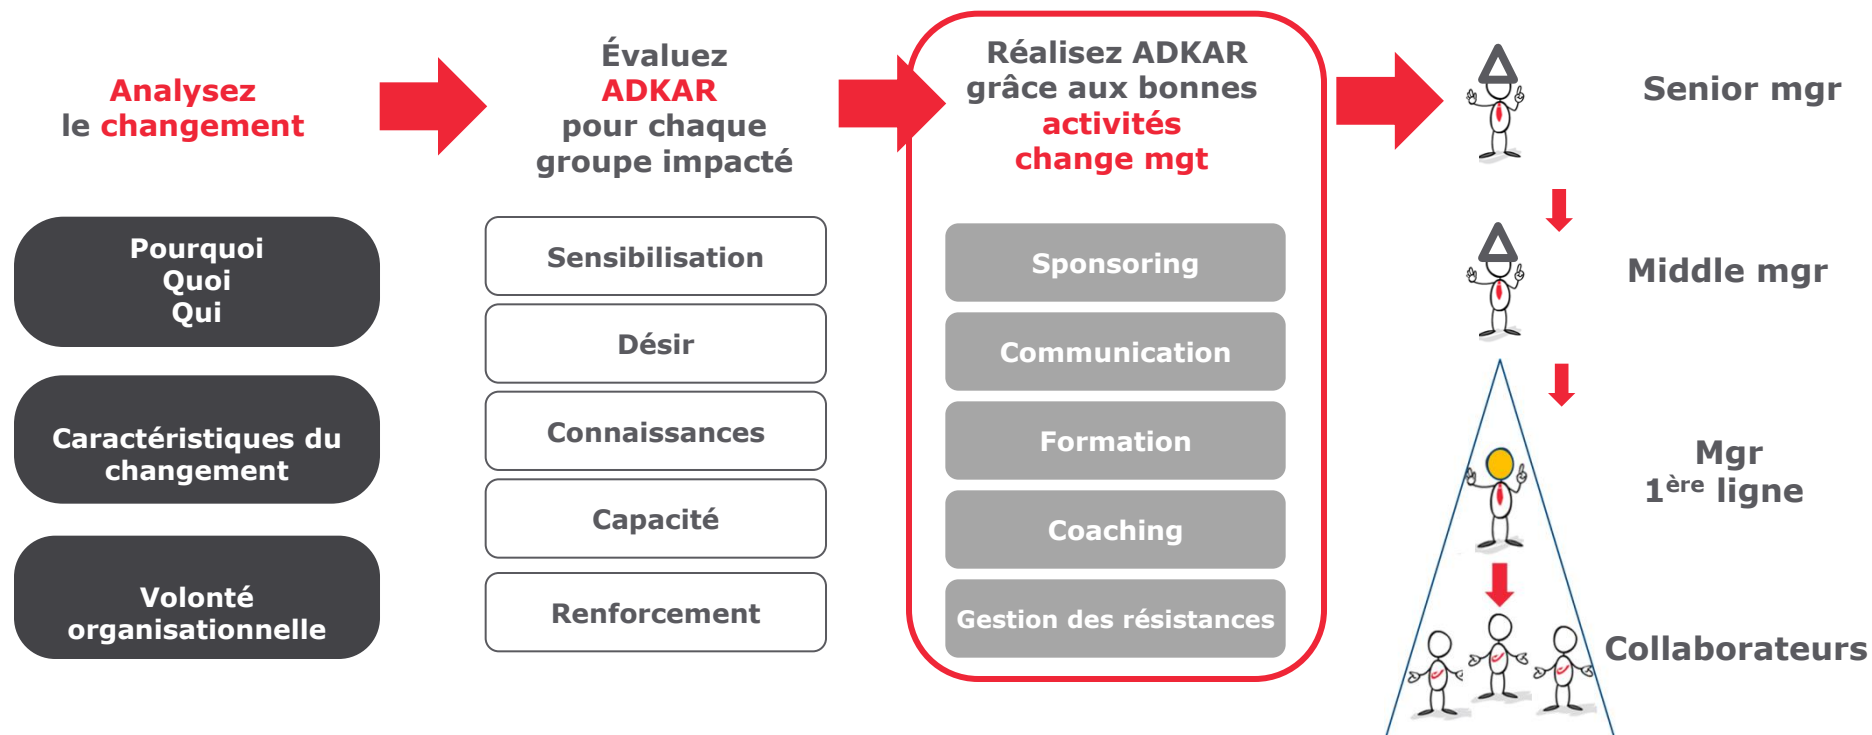 Analysez
le changement
Évaluez
ADKAR
pour chaque
groupe impacté
Réalisez ADKAR
grâce aux bonnes
activités
change mgt
Senior mgr
Pourquoi
Quoi
Qui
Caractéristiques du
changement
Volonté
organisationnelle
Sensibilisation
Désir
Connaissances
Capacité
Renforcement
Sponsoring
Communication
Formation
Coaching
Gestion des résistances
Middle mgr
Mgr
1ère ligne
Collaborateurs